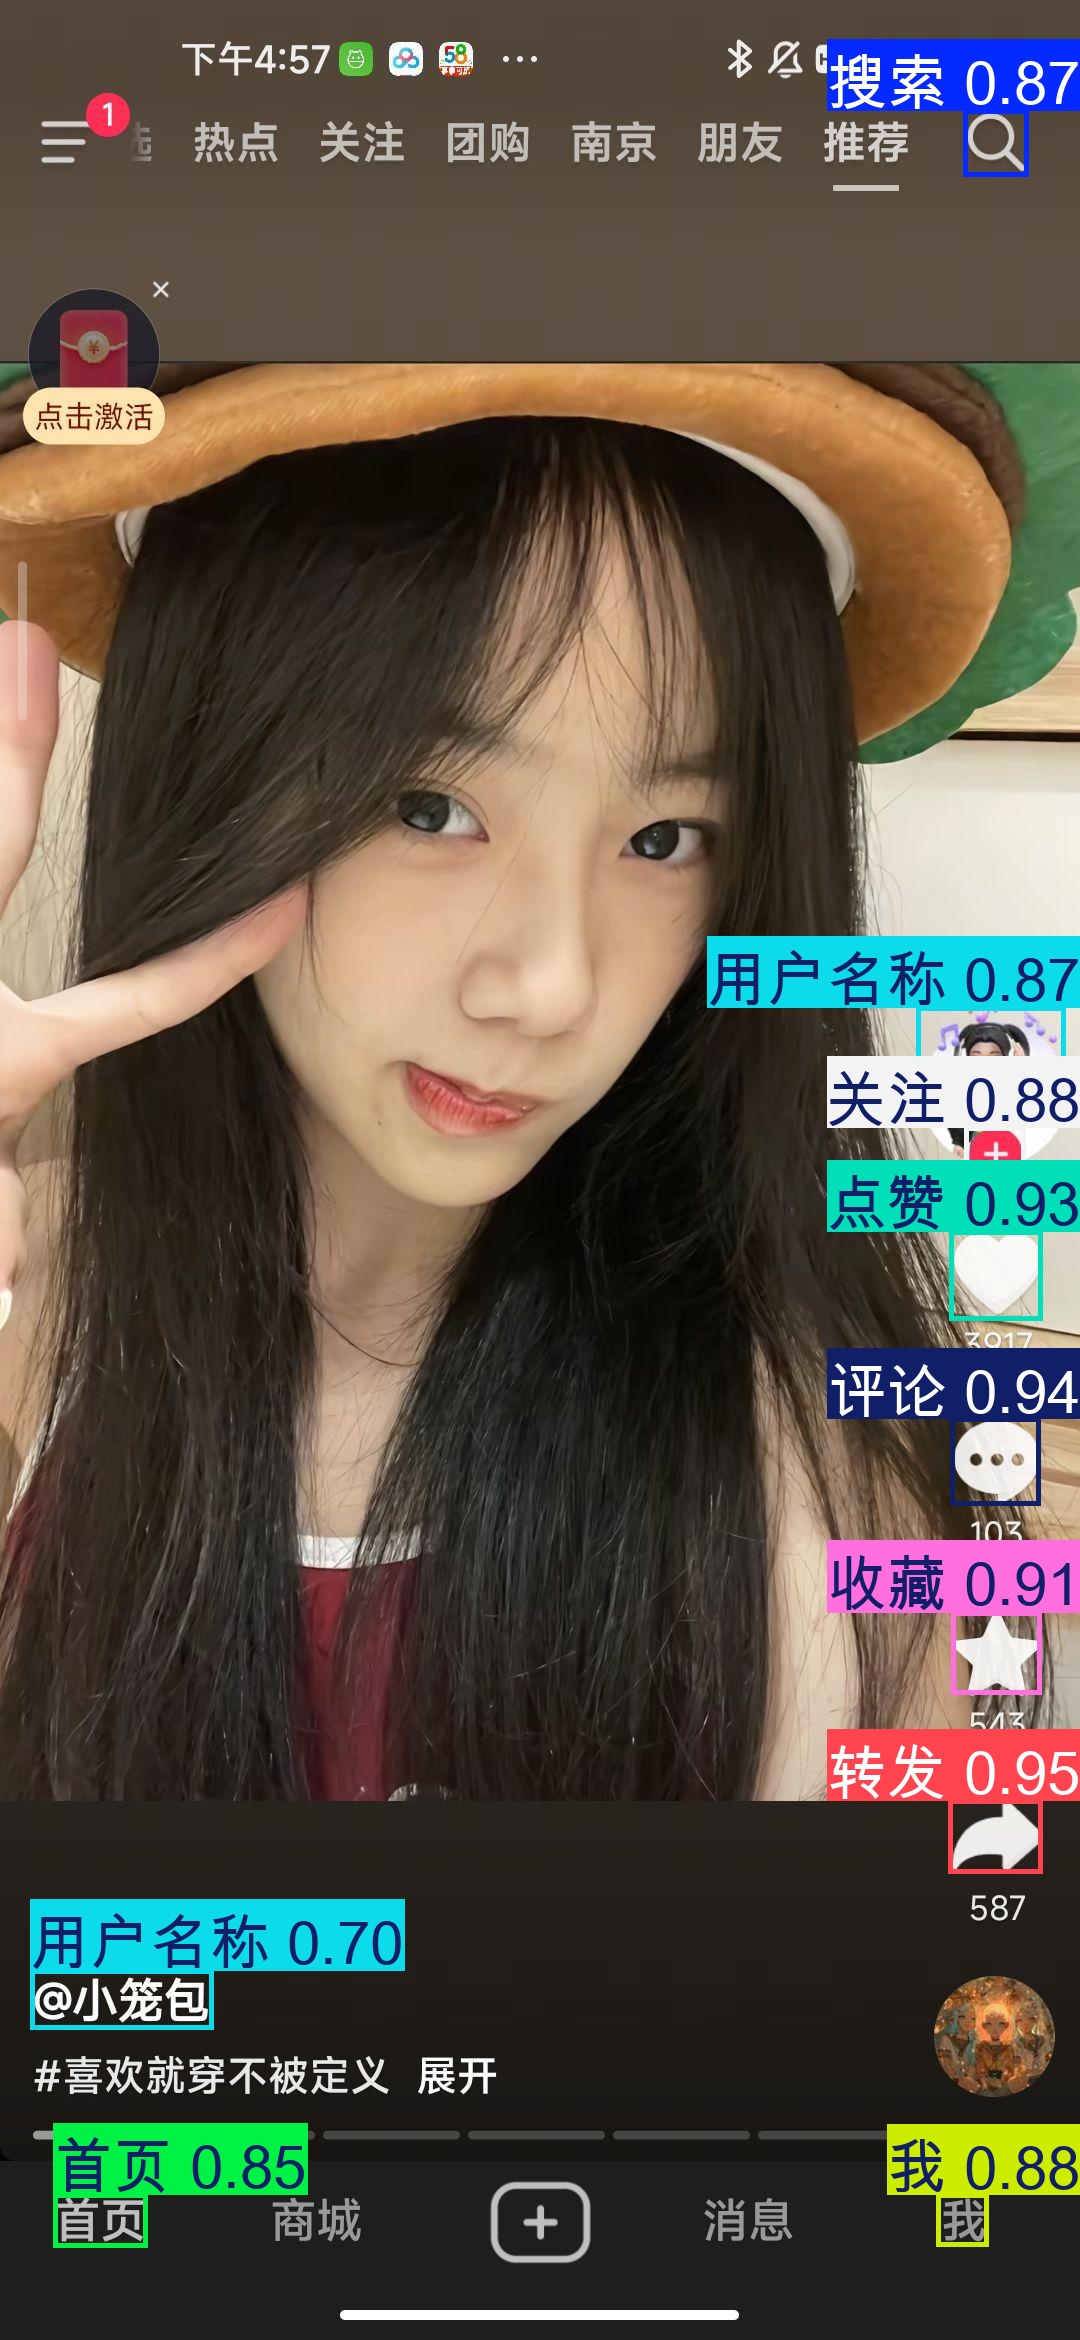 下午4:57
58
搜索 0.87
1
热点 关注 团购 南京 朋友 推荐
点击激活
用户名称 0.87
关注 0.88
点赞 0.93
3917
评论 0.94
103
收藏 0.91
543
转发 0.95
587
用户名称 0.70
@小笼包
#喜欢就穿不被定义 展开
首页 0.85
我 0.88
首页 商城 消息 我